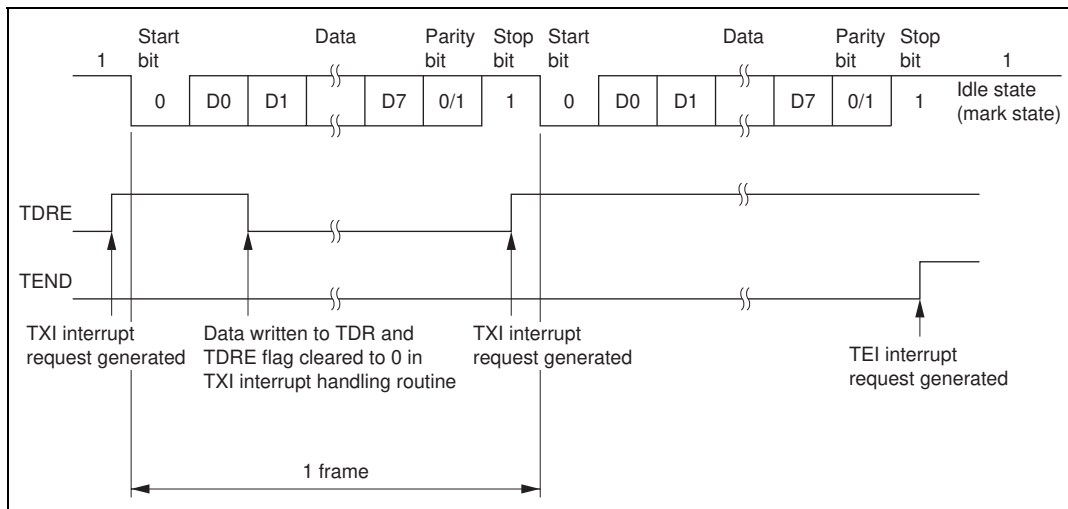 Start bit Data Parity bit Stop bit Start bit Data Parity bit Stop bit
1 1
0 D0 D1 D7 0/1 1 0 D0 D1 D7 0/1 1
Idle state
(mark state)
TDRE
TEND
TXI interrupt
request generated
Data written to TDR and
TDRE flag cleared to 0 in
TXI interrupt handling routine
TXI interrupt
request generated
TEI interrupt
request generated
1 frame